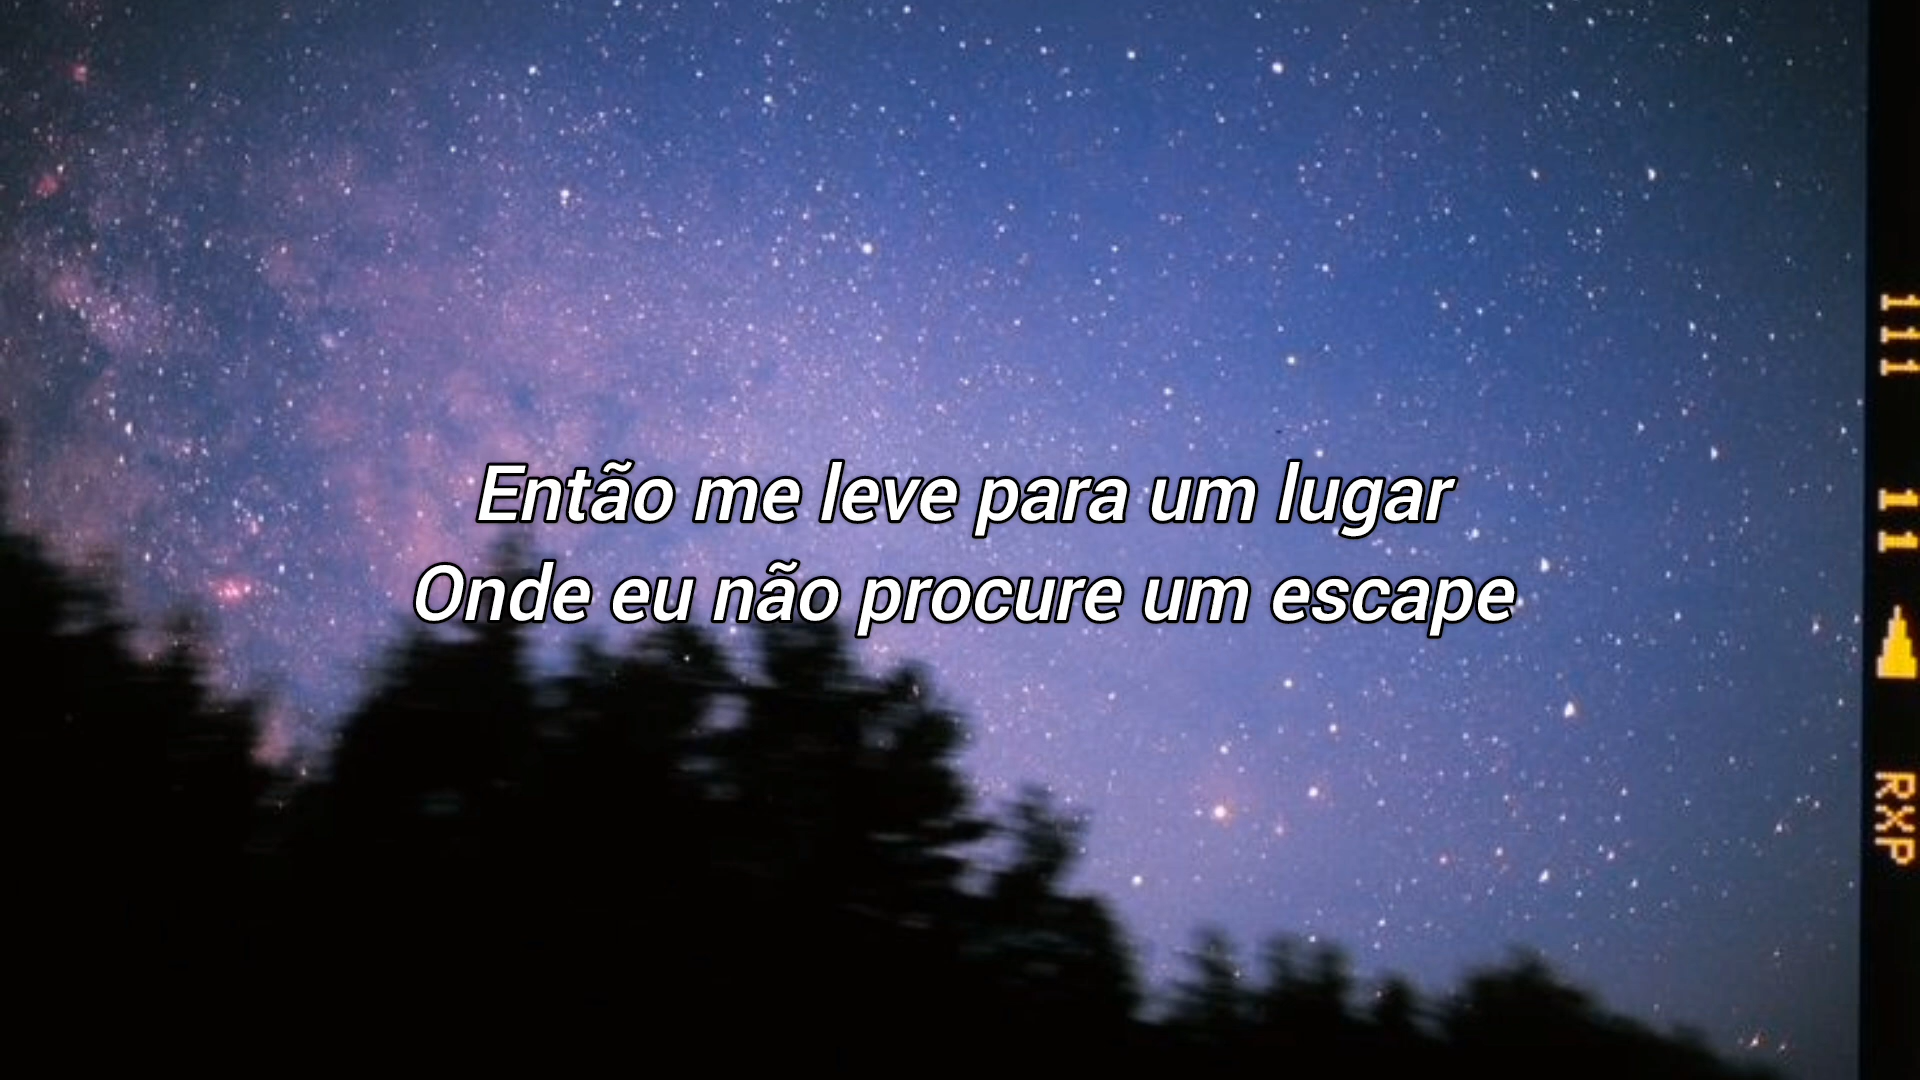 Então me leve para um lugar
Onde eu não procure um escape
111
11
RXP